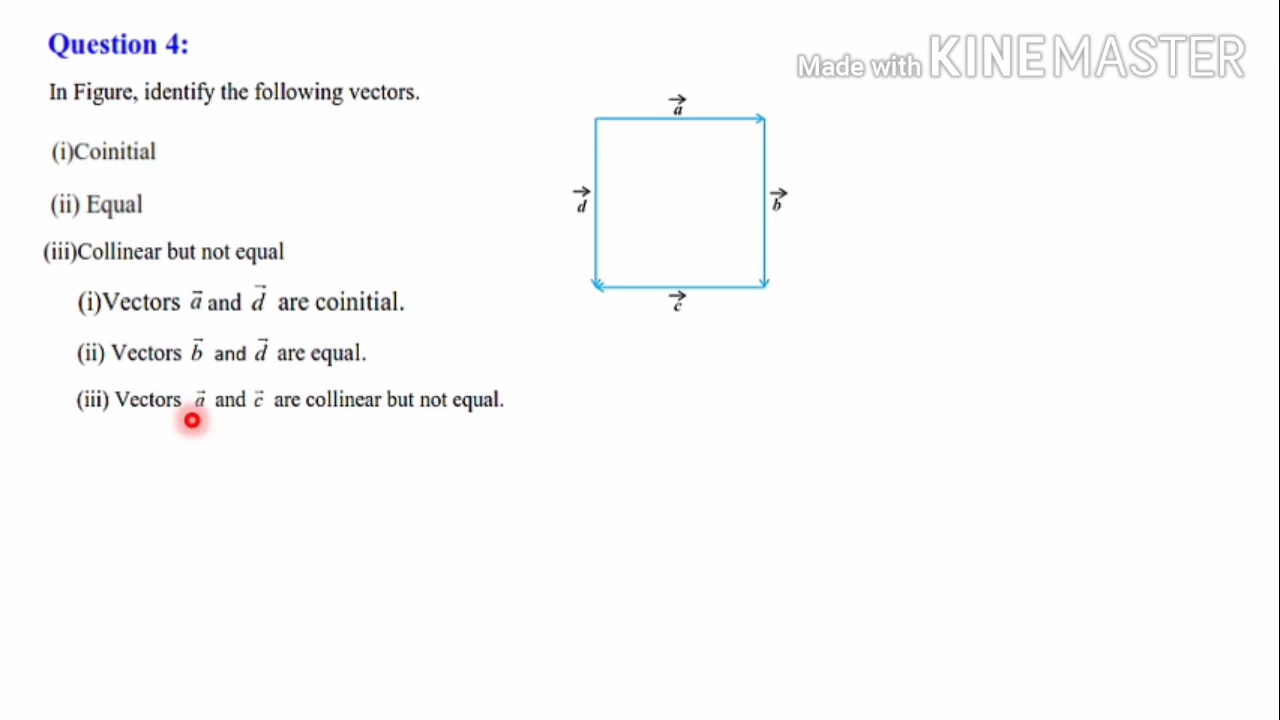 Question 4:
Made with KINEMASTER
In Figure, identify the following vectors.
(i)Coinitial
(ii) Equal
(iii)Collinear but not equal
(i)Vectors a⃗ and d⃗ are coinitial.
(ii) Vectors b⃗ and d⃗ are equal.
(iii) Vectors a⃗ and c⃗ are collinear but not equal.
a⃗
d⃗
b⃗
c⃗